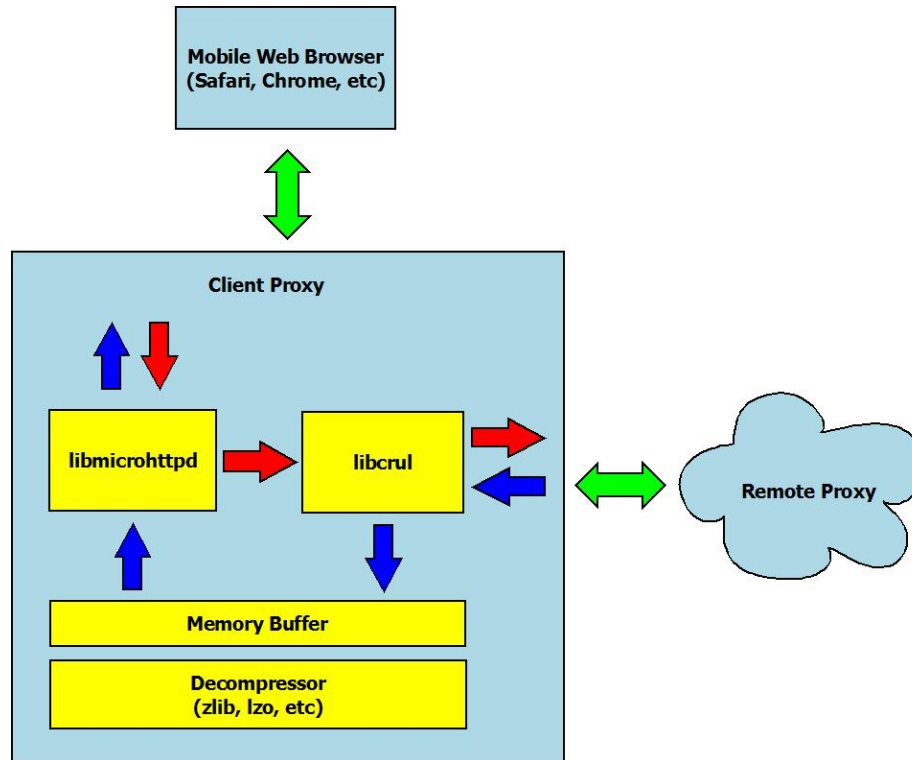 Mobile Web Browser
(Safari, Chrome, etc)
Client Proxy
libmicrohttpd
libcrul
Remote Proxy
Memory Buffer
Decompressor
(zlib, lzo, etc)